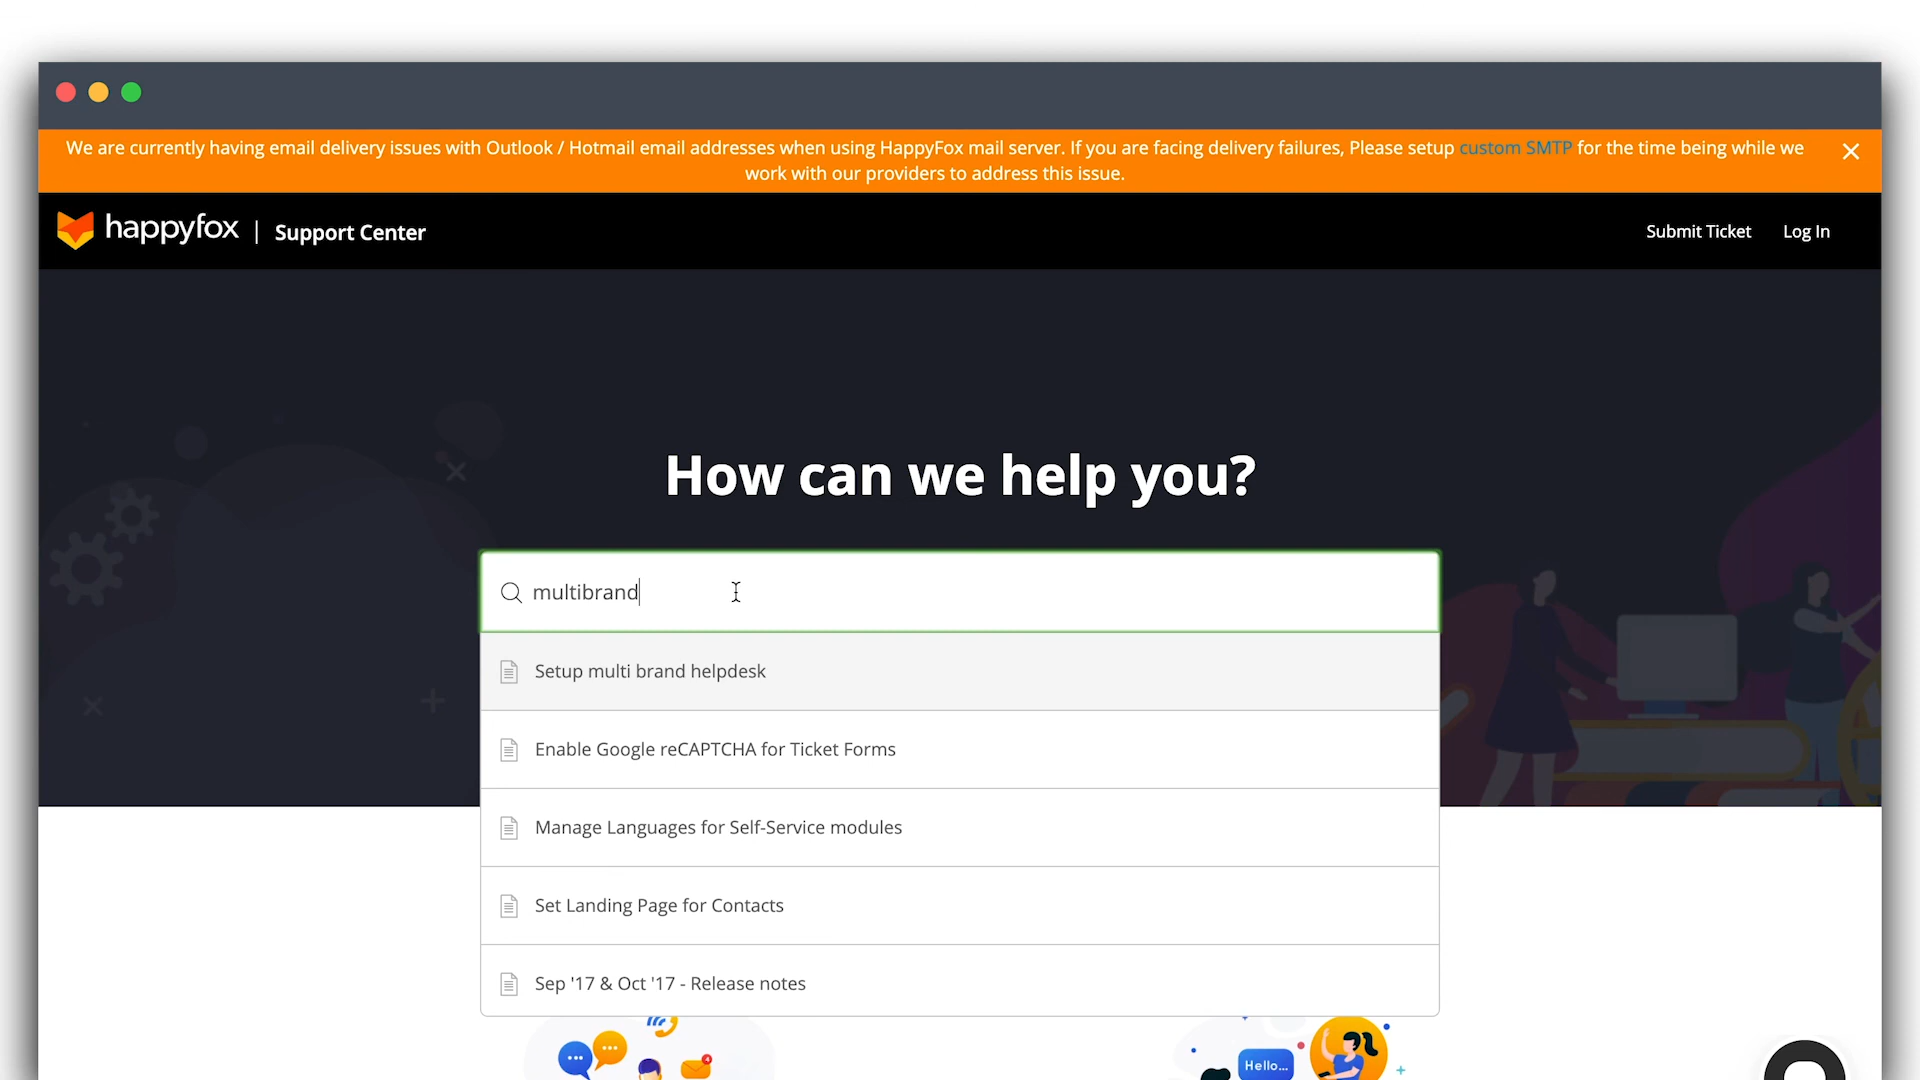 We are currently having email delivery issues with Outlook / Hotmail email addresses when using HappyFox mail server. If you are facing delivery failures, Please setup custom SMTP for the time being while we
work with our providers to address this issue.
happyfox | Support Center
Submit Ticket
Log In
How can we help you?
multibrand
Setup multi brand helpdesk
Enable Google reCAPTCHA for Ticket Forms
Manage Languages for Self-Service modules
Set Landing Page for Contacts
Sep '17 & Oct '17 - Release notes
4
Hello...